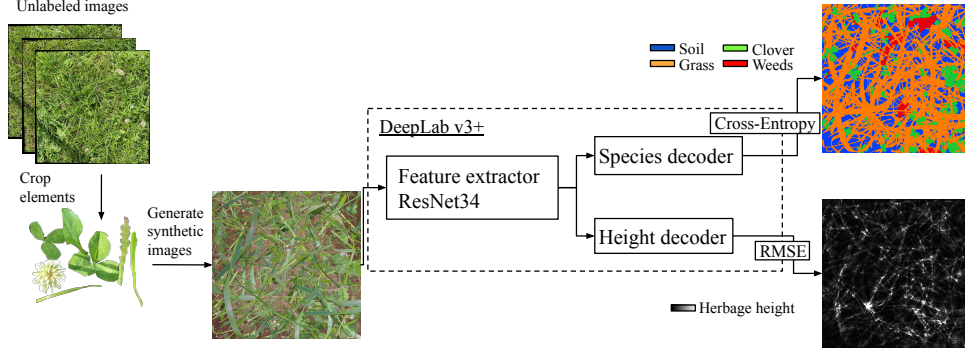 Unlabeled images
Crop
elements
Generate
synthetic
images
DeepLab v3+
Feature extractor
ResNet34
Species decoder
Height decoder
Cross-Entropy
RMSE
Soil
Clover
Grass
Weeds
Herbage height